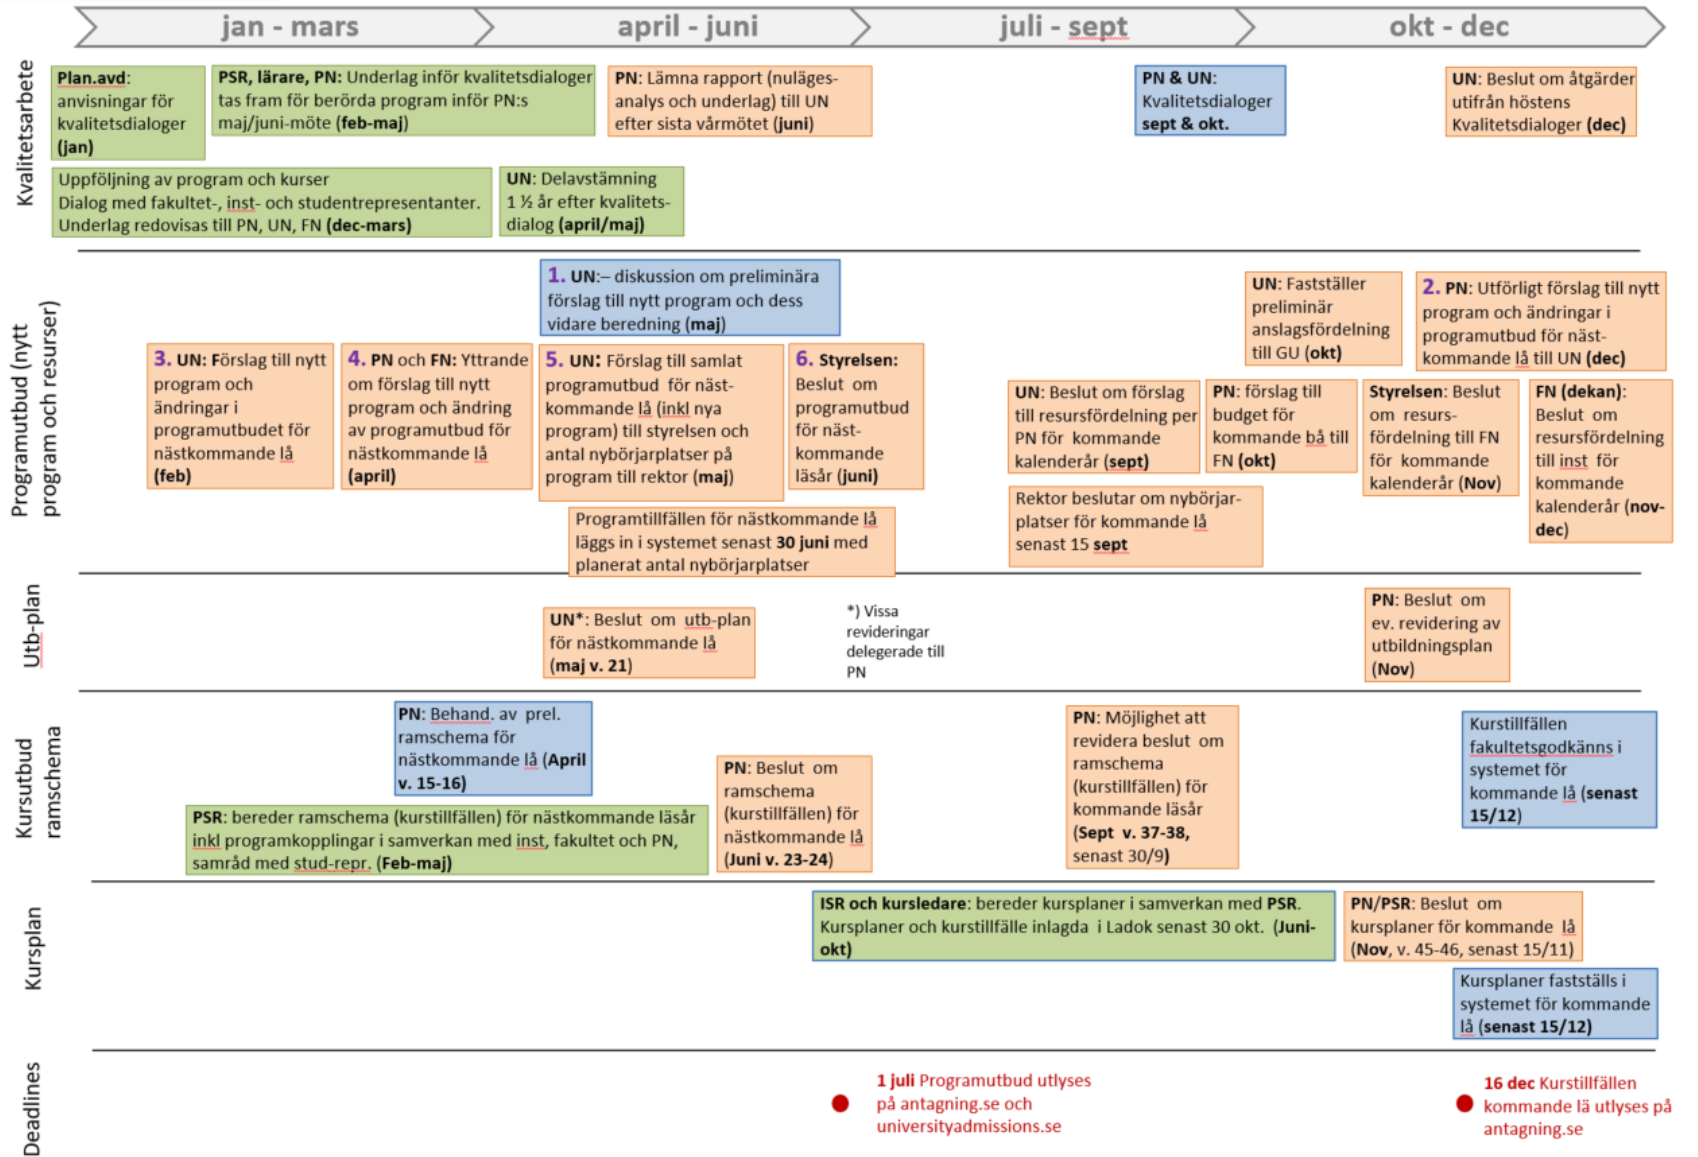 jan - mars
april - juni
juli - sept
okt - dec
Kvalitetsarbete
Plan.avd:
anvisningar för
kvalitetsdialoger
(jan)
PSR, lärare, PN: Underlag inför kvalitetsdialoger
tas fram för berörda program inför PN:s
maj/juni-möte (feb-maj)
PN: Lämna rapport (nuläges-
analys och underlag) till UN
efter sista vårmötet (juni)
PN & UN:
Kvalitetsdialoger
sept & okt.
UN: Beslut om åtgärder
utifrån höstens
Kvalitetsdialoger (dec)
Uppföljning av program och kurser
Dialog med fakultet-, inst- och studentrepresentanter.
Underlag redovisas till PN, UN, FN (dec-mars)
UN: Delavstämning
1 ½ år efter kvalitets-
dialog (april/maj)
Programutbud (nytt
program och resurser)
1. UN:– diskussion om preliminära
förslag till nytt program och dess
vidare beredning (maj)
UN: Fastställer
preliminär
anslagsfördelning
till GU (okt)
2. PN: Utförligt förslag till nytt
program och ändringar i
programutbud för näst-
kommande lå till UN (dec)
3. UN: Förslag till nytt
program och
ändringar i
programutbudet för
nästkommande lå
(feb)
4. PN och FN: Yttrande
om förslag till nytt
program och ändring
av programutbud för
nästkommande lå
(april)
5. UN: Förslag till samlat
programutbud för näst-
kommande lå (inkl nya
program) till styrelsen och
antal nybörjarplatser på
program till rektor (maj)
6. Styrelsen:
Beslut om
programutbud
för näst-
kommande
läsår (juni)
UN: Beslut om förslag
till resursfördelning per
PN för kommande
kalenderår (sept)
PN: förslag till
budget för
kommande bå till
FN (okt)
Styrelsen: Beslut
om resurs-
fördelning till FN
för kommande
kalenderår (Nov)
FN (dekan):
Beslut om
resursfördelning
till inst för
kommande
kalenderår (nov-
dec)
Programtillfällen för nästkommande lå
läggs in i systemet senast 30 juni med
planerat antal nybörjarplatser
Rektor beslutar om nybörjar-
platser för kommande lå
senast 15 sept
Utb-plan
UN*: Beslut om utb-plan
för nästkommande lå
(maj v. 21)
*) Vissa
revideringar
delegerade till
PN
PN: Beslut om
ev. revidering av
utbildningsplan
(Nov)
Kursutbud
ramschema
PN: Behand. av prel.
ramschema för
nästkommande lå (April
v. 15-16)
PSR: bereder ramschema (kurstillfällen) för nästkommande läsår
inkl programkopplingar i samverkan med inst, fakultet och PN,
samråd med stud-repr. (Feb-maj)
PN: Beslut om
ramschema
(kurstillfällen) för
nästkommande lå
(Juni v. 23-24)
PN: Möjlighet att
revidera beslut om
ramschema
(kurstillfällen) för
kommande läsår
(Sept v. 37-38,
senast 30/9)
Kurstillfällen
fakultetsgodkänns i
systemet för
kommande lå (senast
15/12)
Kursplan
ISR och kursledare: bereder kursplaner i samverkan med PSR.
Kursplaner och kurstillfälle inlagda i Ladok senast 30 okt. (Juni-
okt)
PN/PSR: Beslut om
kursplaner för kommande lå
(Nov, v. 45-46, senast 15/11)
Kursplaner fastställs i
systemet för kommande
lå (senast 15/12)
Deadlines
1 juli Programutbud utlyses
på antagning.se och
universityadmissions.se
16 dec Kurstillfällen
kommande lä utlyses på
antagning.se